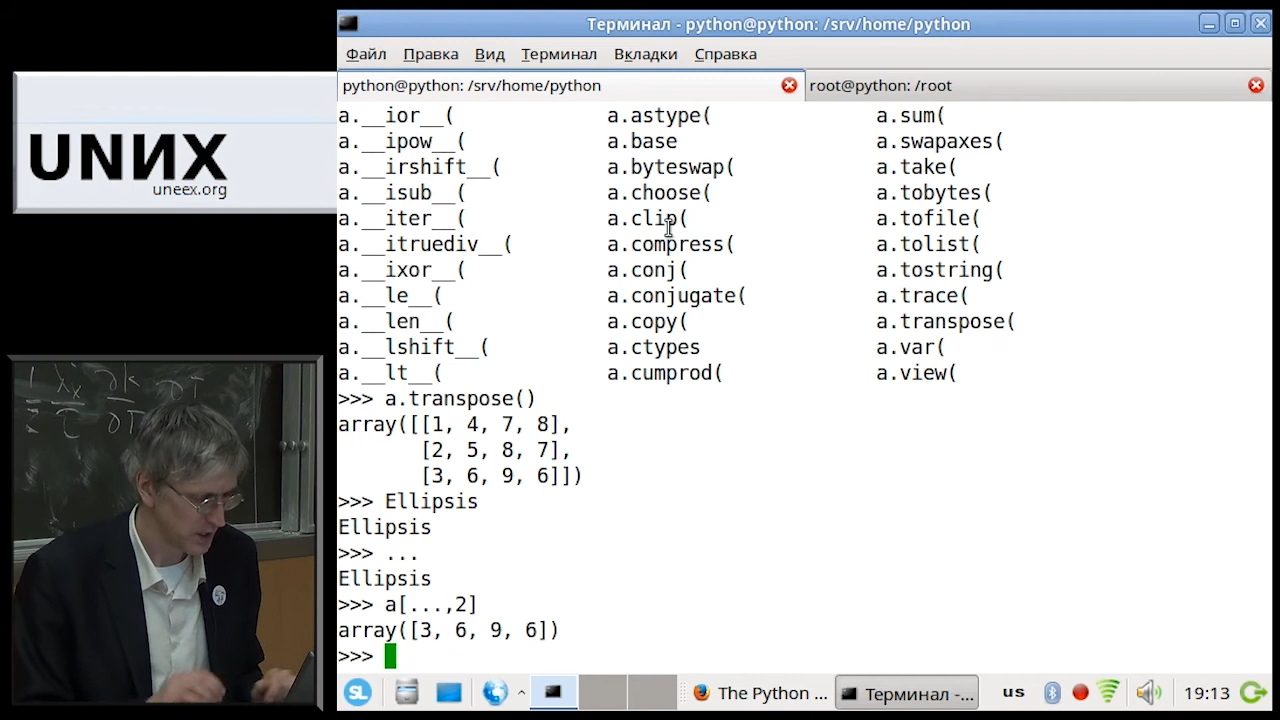 UNИX
uneex.org
Терминал - python@python: /srv/home/python
Файл Правка Вид Терминал Вкладки Справка
python@python: /srv/home/python root@python: /root
a.__ior__( a.astype( a.sum(
a.__ipow__( a.base a.swapaxes(
a.__irshift__( a.byteswap( a.take(
a.__isub__( a.choose( a.tobytes(
a.__iter__( a.clip( a.tofile(
a.__itruediv__( a.compress( a.tolist(
a.__ixor__( a.conj( a.tostring(
a.__le__( a.conjugate( a.trace(
a.__len__( a.copy( a.transpose(
a.__lshift__( a.ctypes a.var(
a.__lt__( a.cumprod( a.view(
>>> a.transpose()
array([[1, 4, 7, 8],
[2, 5, 8, 7],
[3, 6, 9, 6]])
>>> Ellipsis
Ellipsis
>>> ...
Ellipsis
>>> a[...,2]
array([3, 6, 9, 6])
>>>
SL The Python ... Терминал -... us 19:13